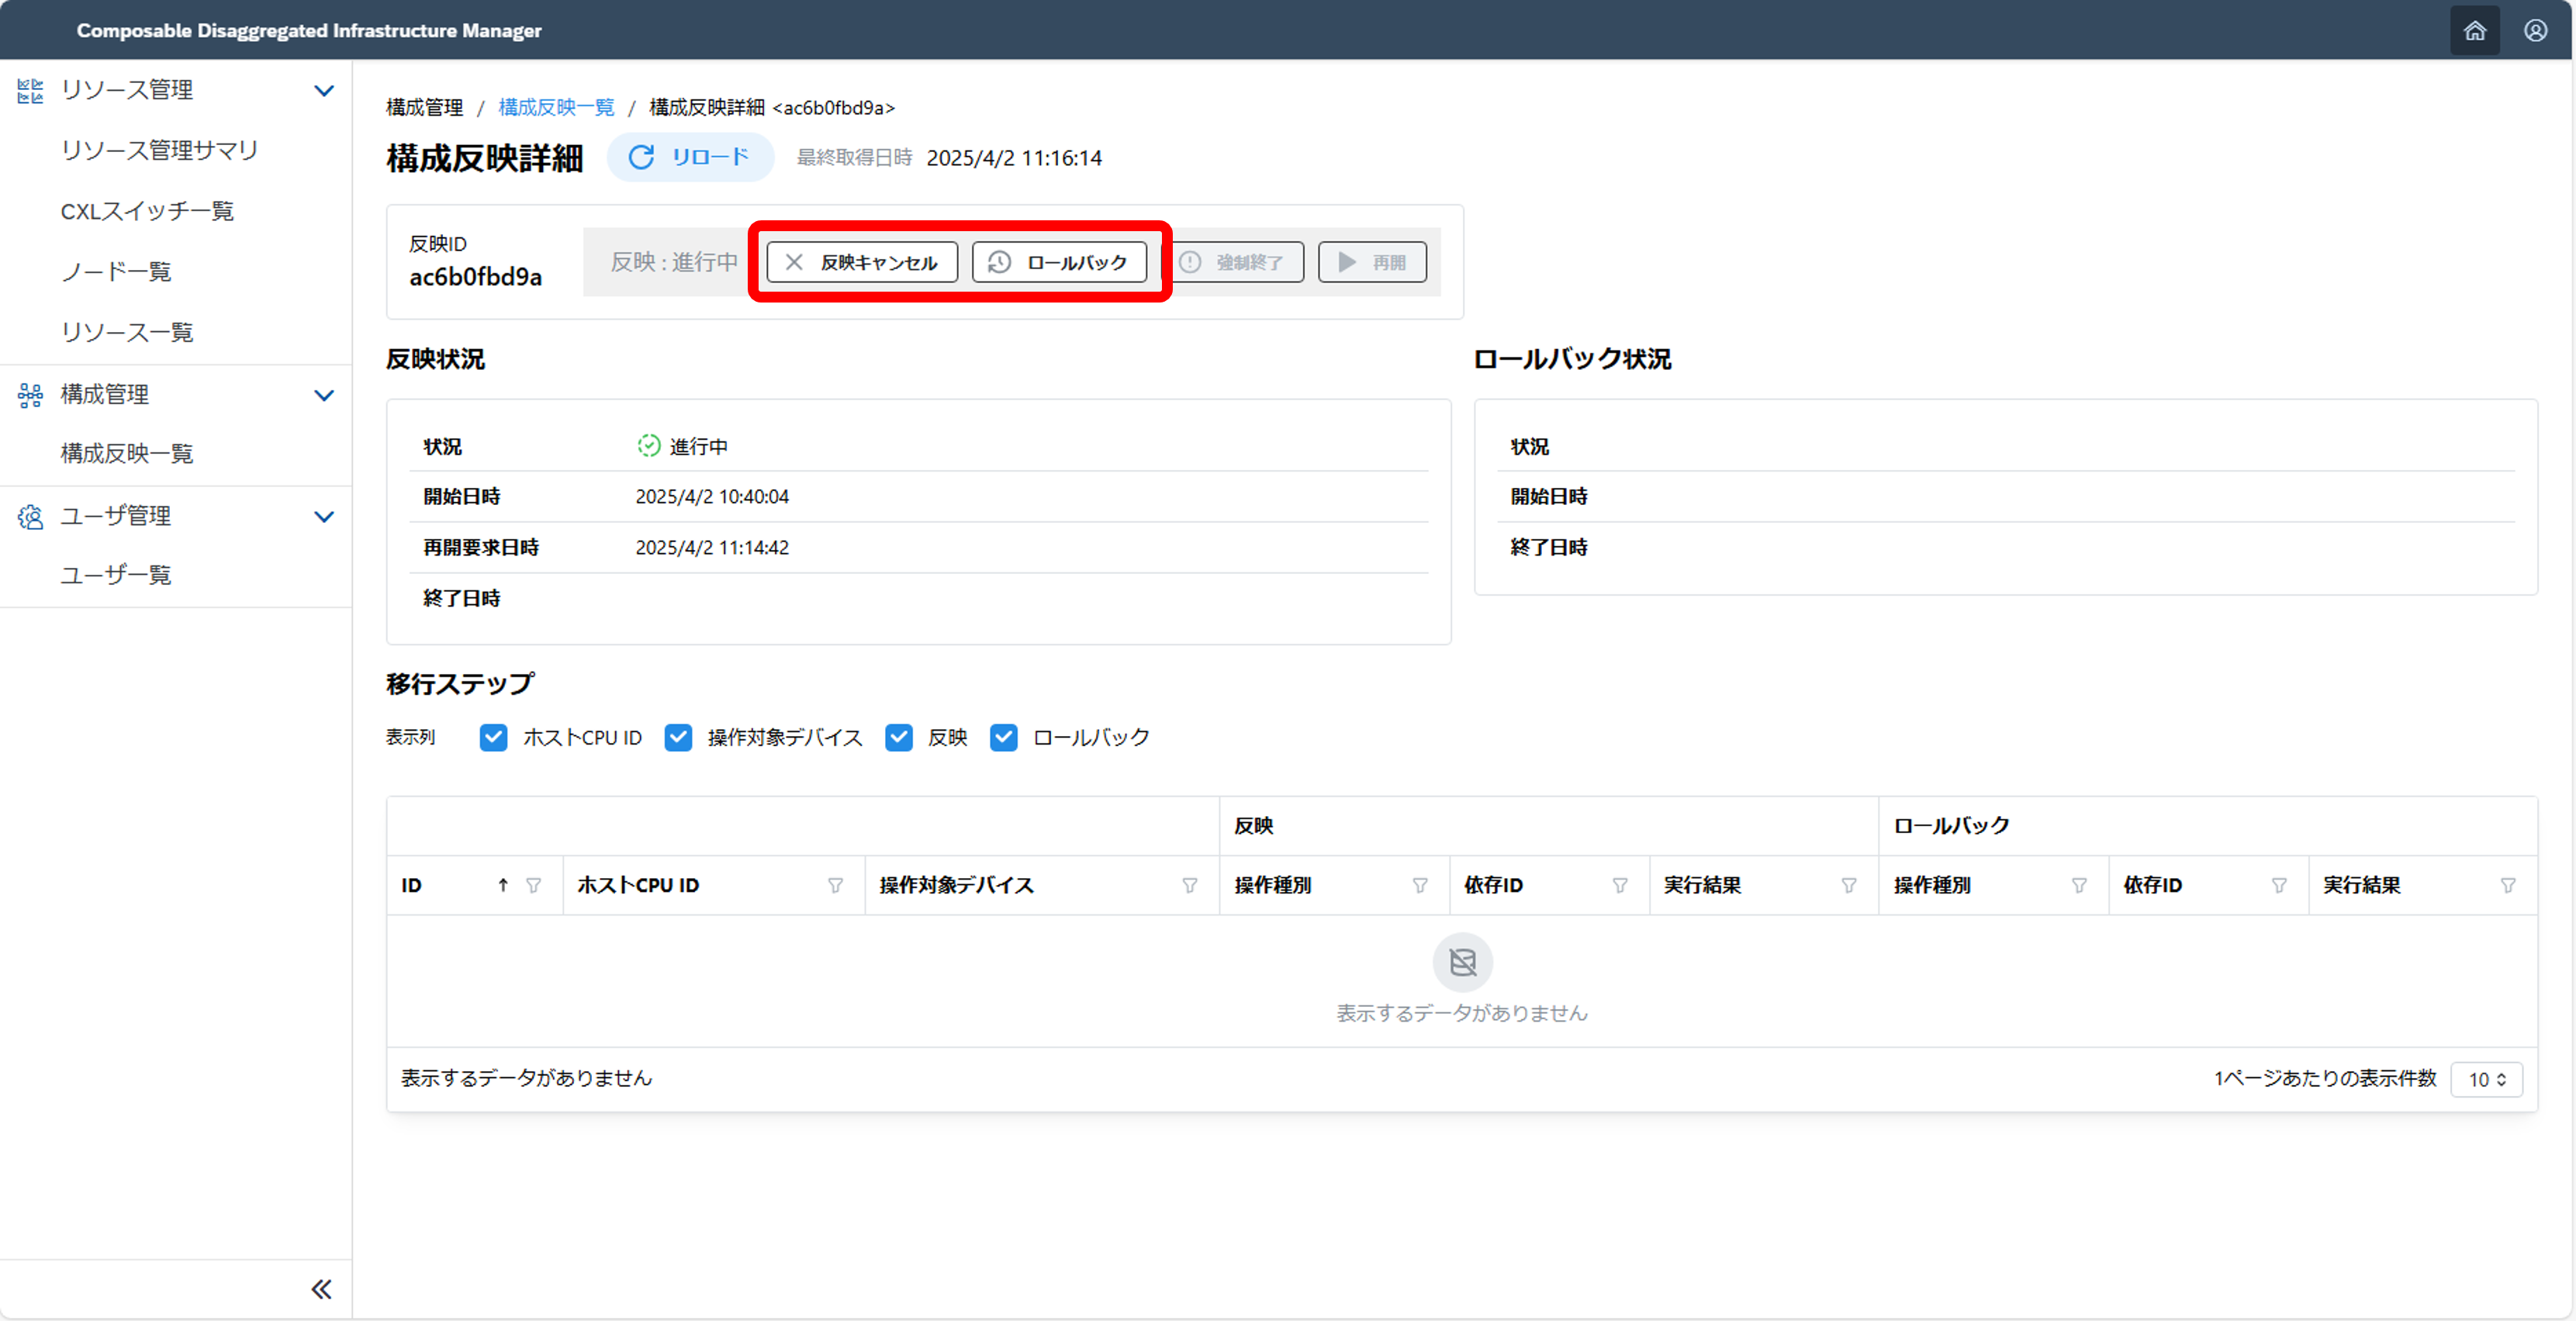 Composable Disaggregated Infrastructure Manager
リソース管理
リソース管理サマリ
CXLスイッチ一覧
ノード一覧
リソース一覧
構成管理
構成反映一覧
ユーザ管理
ユーザ一覧
構成管理 / 構成反映一覧 / 構成反映詳細 <ac6b0fbd9a>
構成反映詳細 リロード 最終取得日時 2025/4/2 11:16:14
反映ID
ac6b0fbd9a
反映 : 進行中 反映キャンセル ロールバック 強制終了 再開
反映状況
状況 進行中
開始日時 2025/4/2 10:40:04
再開要求日時 2025/4/2 11:14:42
終了日時
ロールバック状況
状況
開始日時
終了日時
移行ステップ
表示列 ホストCPU ID 操作対象デバイス 反映 ロールバック
反映 ロールバック
ID ホストCPU ID 操作対象デバイス 操作種別 依存ID 実行結果 操作種別 依存ID 実行結果
表示するデータがありません
表示するデータがありません 1ページあたりの表示件数 10